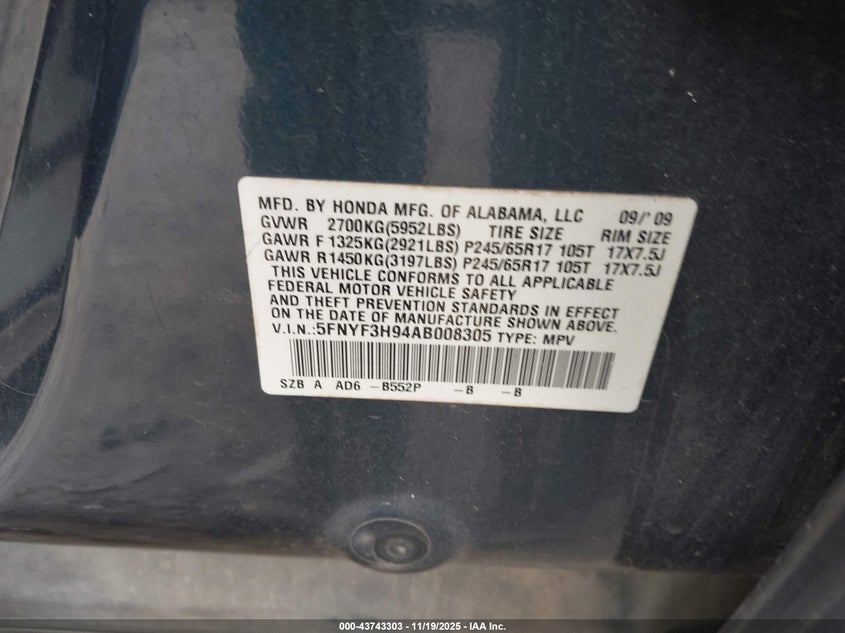 MFD. BY HONDA MFG. OF ALABAMA, LLC 09/'09
GVWR 2700KG(5952LBS) TIRE SIZE RIM SIZE
GAWR F 1325KG(2921LBS) P245/65R17 105T 17X7.5J
GAWR R1450KG(3197LBS) P245/65R17 105T 17X7.5J
THIS VEHICLE CONFORMS TO ALL APPLICABLE
FEDERAL MOTOR VEHICLE SAFETY
AND THEFT PREVENTION STANDARDS IN EFFECT
ON THE DATE OF MANUFACTURE SHOWN ABOVE.
V.I.N.:5FNYF3H94AB008305 TYPE: MPV
SZB A AD6 -B552P -B -B
000-43743303 - 11/19/2025 - IAA Inc.